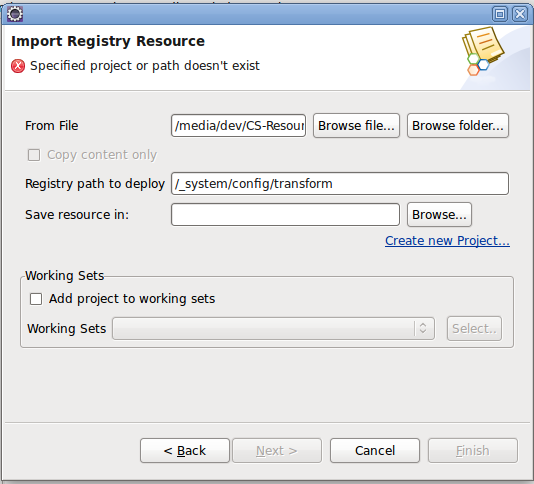 Import Registry Resource
Specified project or path doesn't exist
From File /media/dev/CS-Resour Browse file... Browse folder...
Copy content only
Registry path to deploy /_system/config/transform
Save resource in: Browse...
Create new Project...
Working Sets
Add project to working sets
Working Sets Select..
< Back Next > Cancel Finish